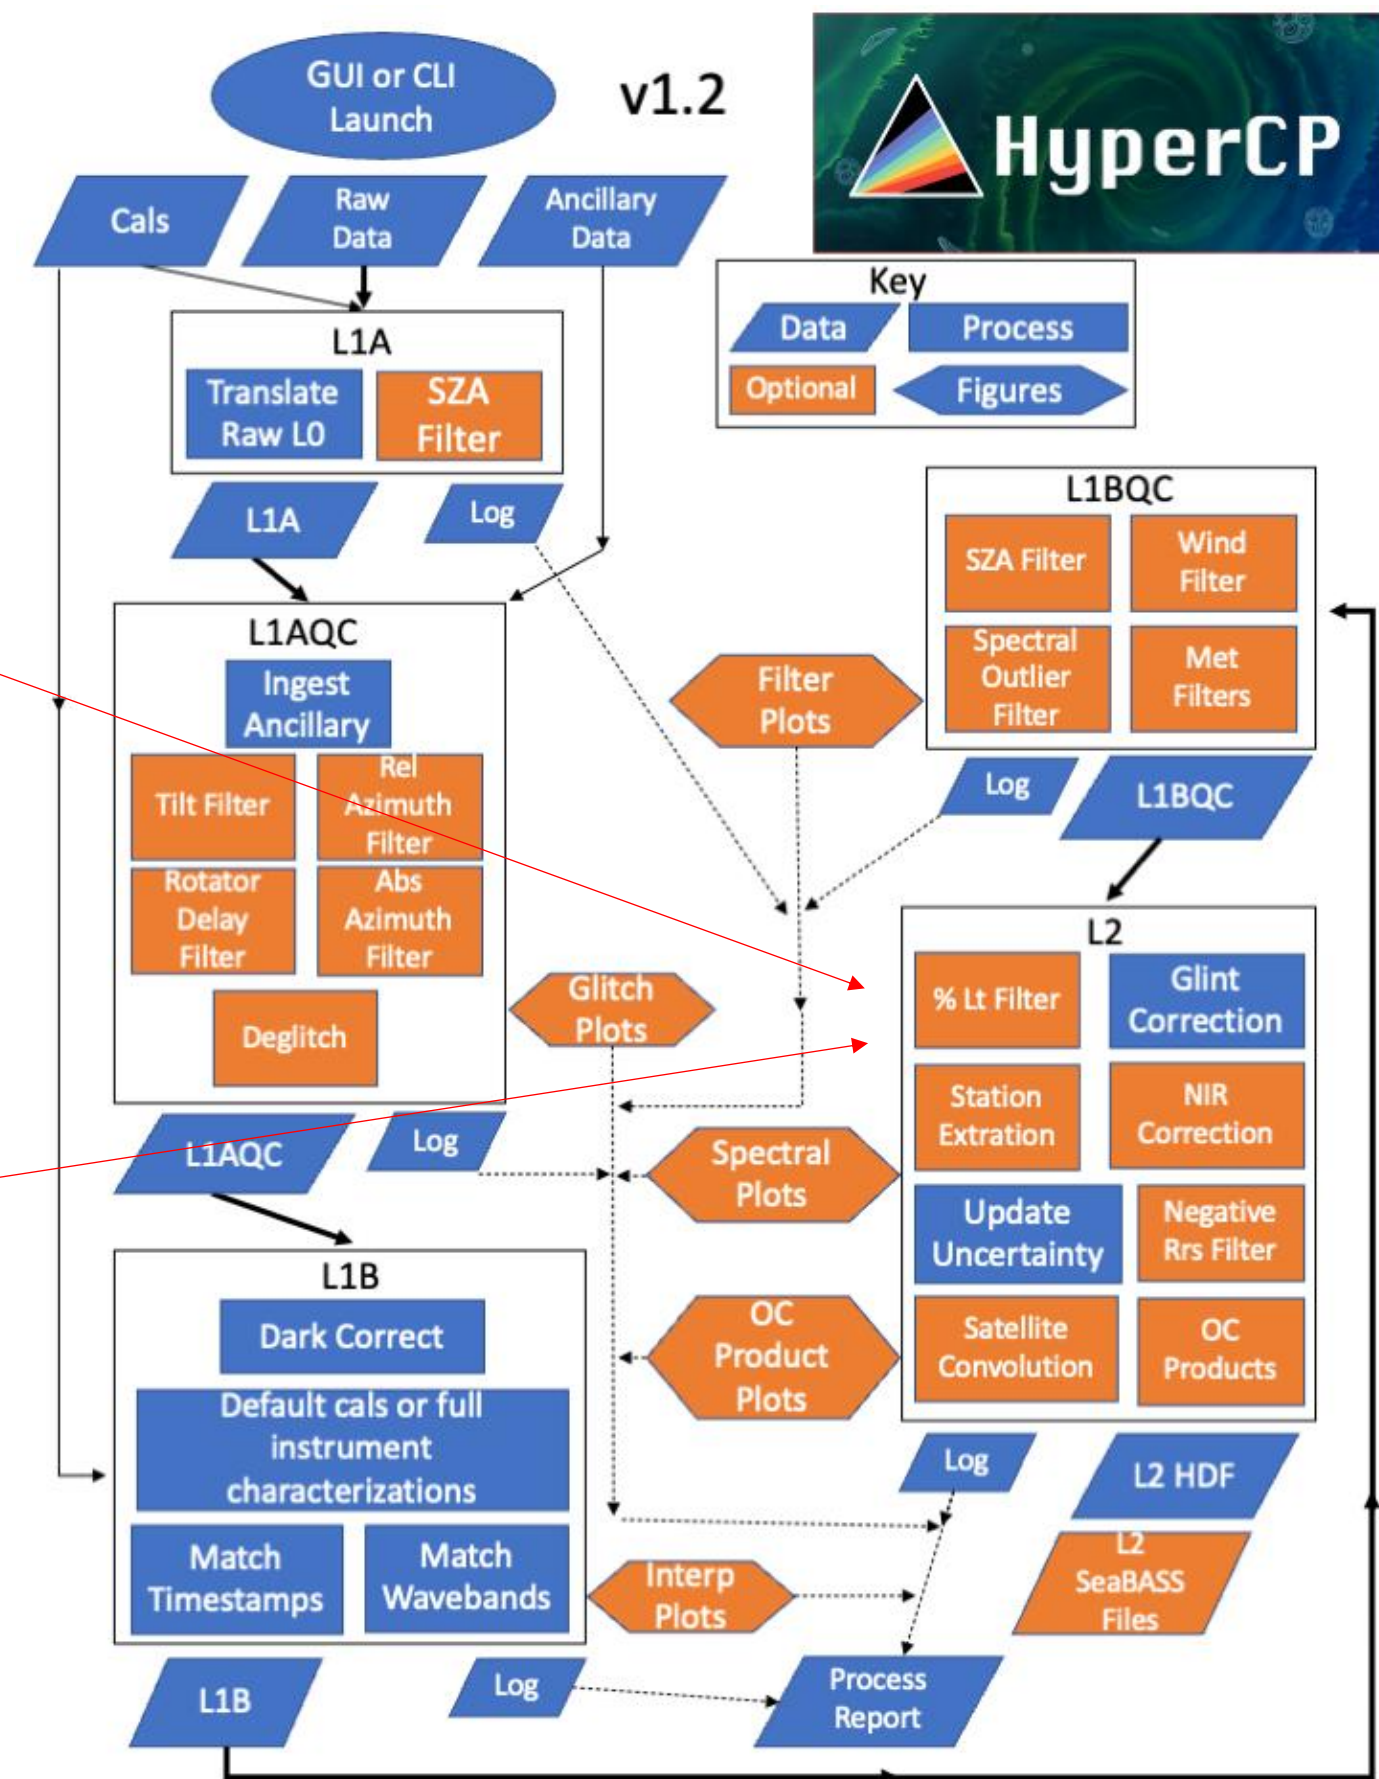 GUI or CLI
Launch
v1.2
HyperCP
Cals
Raw
Data
Ancillary
Data
Key
Data
Process
Optional
Figures
L1A
Translate
Raw L0
SZA
Filter
L1A
Log
L1AQC
Ingest
Ancillary
Tilt Filter
Rel
Azimuth
Filter
Rotator
Delay
Filter
Abs
Azimuth
Filter
Deglitch
Glitch
Plots
L1AQC
Log
L1B
Dark Correct
Default cals or full
instrument
characterizations
Match
Timestamps
Match
Wavebands
Interp
Plots
L1B
Log
Process
Report
L1BQC
SZA Filter
Wind
Filter
Spectral
Outlier
Filter
Met
Filters
Filter
Plots
Log
L1BQC
L2
% Lt Filter
Glint
Correction
Station
Extration
NIR
Correction
Update
Uncertainty
Negative
Rrs Filter
Satellite
Convolution
OC
Products
Spectral
Plots
OC
Product
Plots
Log
L2 HDF
L2
SeaBASS
Files